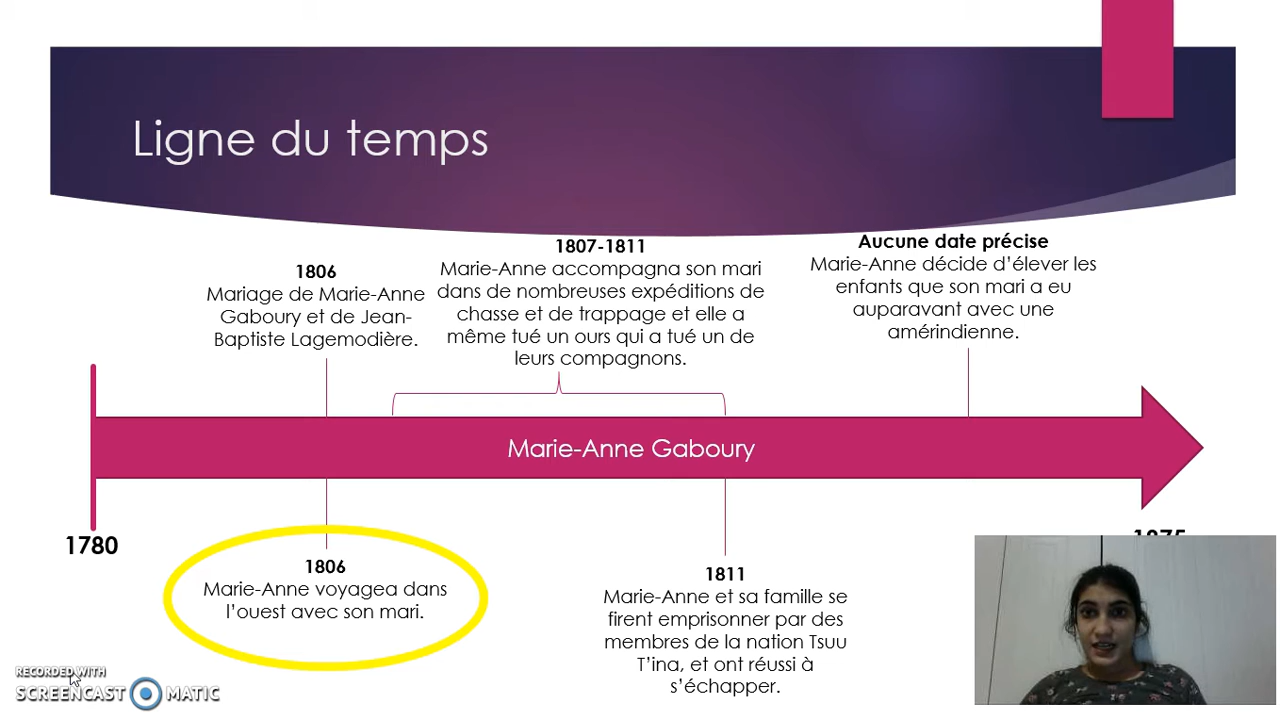 Ligne du temps
1806
Mariage de Marie-Anne
Gaboury et de Jean-
Baptiste Lagemodière.
1807-1811
Marie-Anne accompagna son mari
dans de nombreuses expéditions de
chasse et de trappage et elle a
même tué un ours qui a tué un de
leurs compagnons.
Aucune date précise
Marie-Anne décide d’élever les
enfants que son mari a eu
auparavant avec une
amérindienne.
Marie-Anne Gaboury
1780
1806
Marie-Anne voyagea dans
l’ouest avec son mari.
1811
Marie-Anne et sa famille se
firent emprisonner par des
membres de la nation Tsuu
T’ina, et ont réussi à
s’échapper.
RECORDED WITH
SCREENCAST MATIC